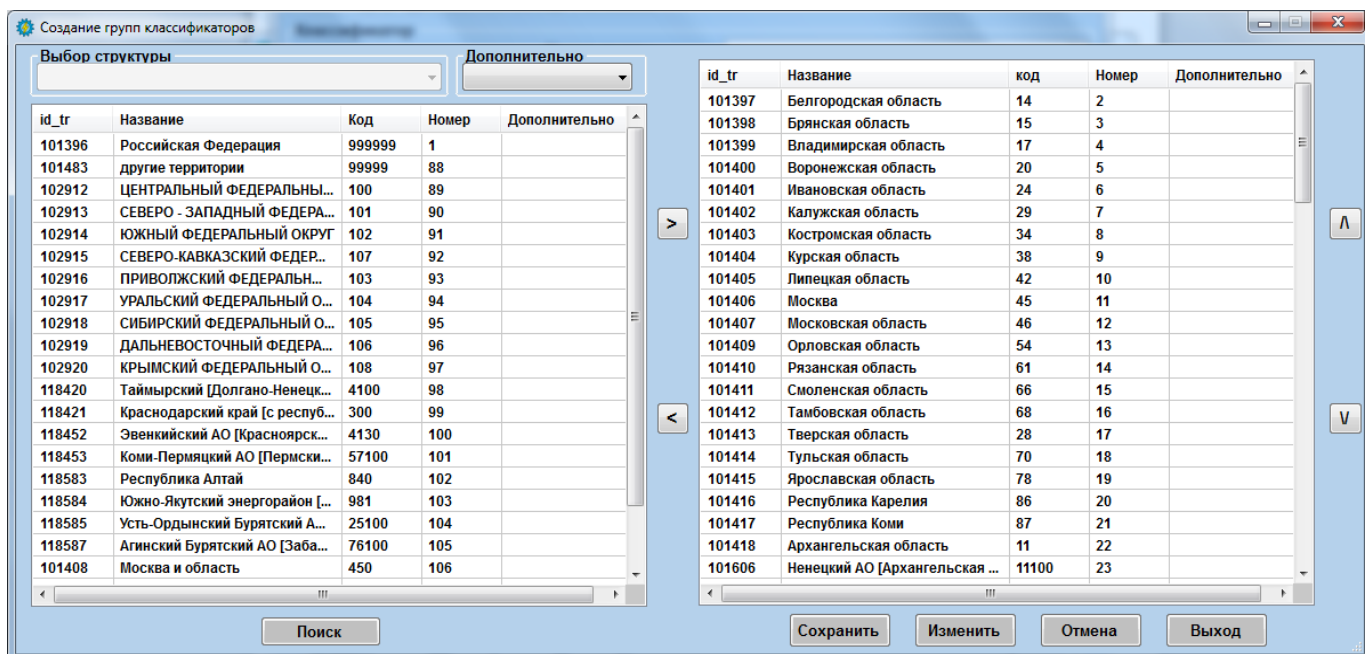 Создание групп классификаторов
Выбор структуры
Дополнительно
id_tr Название Код Номер Дополнительно
101396 Российская Федерация 999999 1
101483 другие территории 99999 88
102912 ЦЕНТРАЛЬНЫЙ ФЕДЕРАЛЬНЫ... 100 89
102913 СЕВЕРО - ЗАПАДНЫЙ ФЕДЕРА... 101 90
102914 ЮЖНЫЙ ФЕДЕРАЛЬНЫЙ ОКРУГ 102 91
102915 СЕВЕРО-КАВКАЗСКИЙ ФЕДЕР... 107 92
102916 ПРИВОЛЖСКИЙ ФЕДЕРАЛЬН... 103 93
102917 УРАЛЬСКИЙ ФЕДЕРАЛЬНЫЙ О... 104 94
102918 СИБИРСКИЙ ФЕДЕРАЛЬНЫЙ О... 105 95
102919 ДАЛЬНЕВОСТОЧНЫЙ ФЕДЕРА... 106 96
102920 КРЫМСКИЙ ФЕДЕРАЛЬНЫЙ О... 108 97
118420 Таймырский [Долгано-Ненецк... 4100 98
118421 Краснодарский край [с респуб... 300 99
118452 Эвенкийский АО [Красноярск... 4130 100
118453 Коми-Пермяцкий АО [Пермски... 57100 101
118583 Республика Алтай 840 102
118584 Южно-Якутский энергорайон [... 981 103
118585 Усть-Ордынский Бурятский А... 25100 104
118587 Агинский Бурятский АО [Заба... 76100 105
101408 Москва и область 450 106
Поиск
>
<
id_tr Название код Номер Дополнительно
101397 Белгородская область 14 2
101398 Брянская область 15 3
101399 Владимирская область 17 4
101400 Воронежская область 20 5
101401 Ивановская область 24 6
101402 Калужская область 29 7
101403 Костромская область 34 8
101404 Курская область 38 9
101405 Липецкая область 42 10
101406 Москва 45 11
101407 Московская область 46 12
101409 Орловская область 54 13
101410 Рязанская область 61 14
101411 Смоленская область 66 15
101412 Тамбовская область 68 16
101413 Тверская область 28 17
101414 Тульская область 70 18
101415 Ярославская область 78 19
101416 Республика Карелия 86 20
101417 Республика Коми 87 21
101418 Архангельская область 11 22
101606 Ненецкий АО [Архангельская ... 11100 23
/\
\/
Сохранить Изменить Отмена Выход